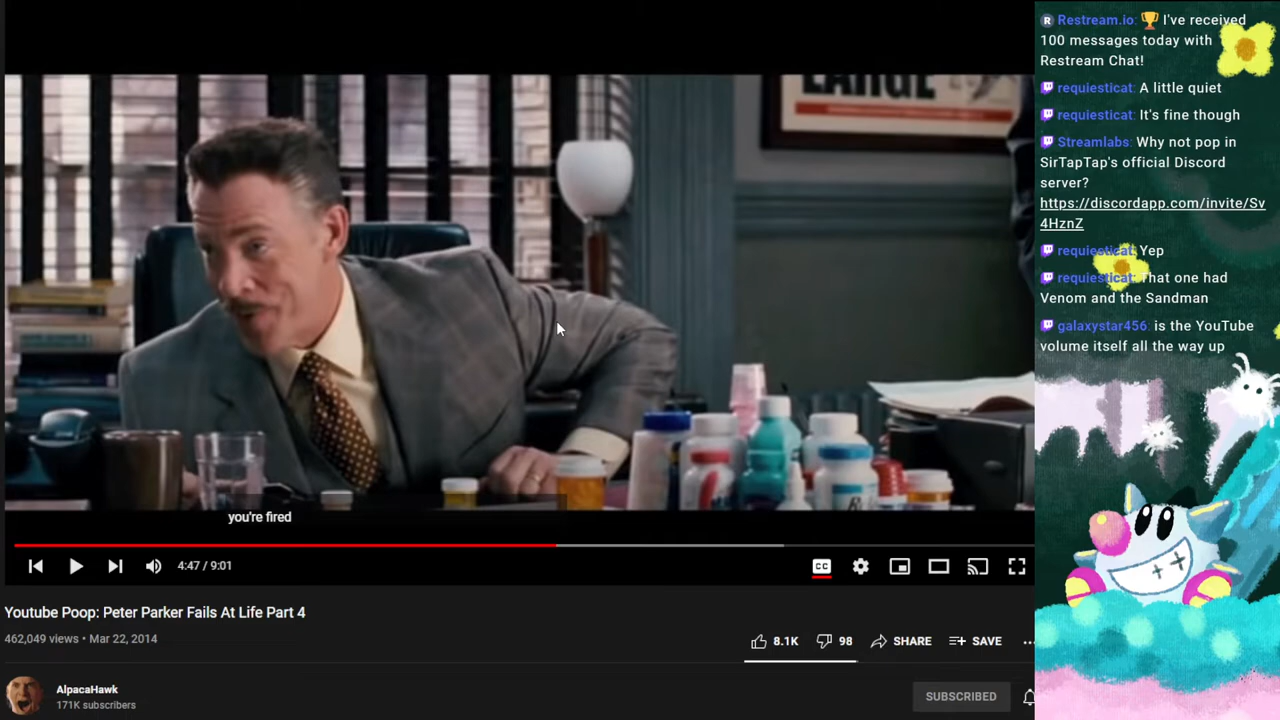 LARGE
you're fired
4:47 / 9:01
CC
Youtube Poop: Peter Parker Fails At Life Part 4
462,049 views • Mar 22, 2014
8.1K
98
SHARE
SAVE
AlpacaHawk
171K subscribers
SUBSCRIBED
R Restream.io: 🏆 I've received
100 messages today with
Restream Chat!
requiesticat: A little quiet
requiesticat: It's fine though
Streamlabs: Why not pop in
SirTapTap's official Discord
server?
https://discordapp.com/invite/Sv
4HznZ
requiesticat: Yep
requiesticat: That one had
Venom and the Sandman
galaxystar456: is the YouTube
volume itself all the way up